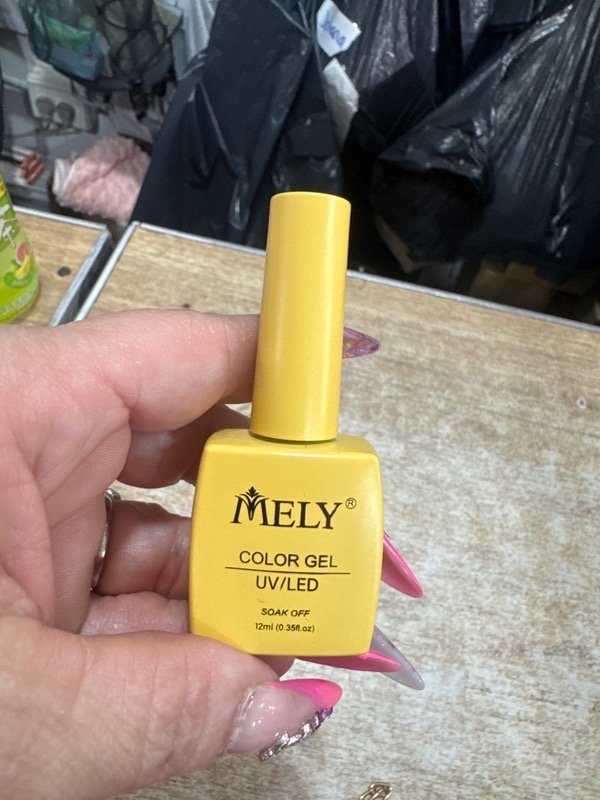 MELY®
COLOR GEL
UV/LED
SOAK OFF
12ml (0.35fl.oz)